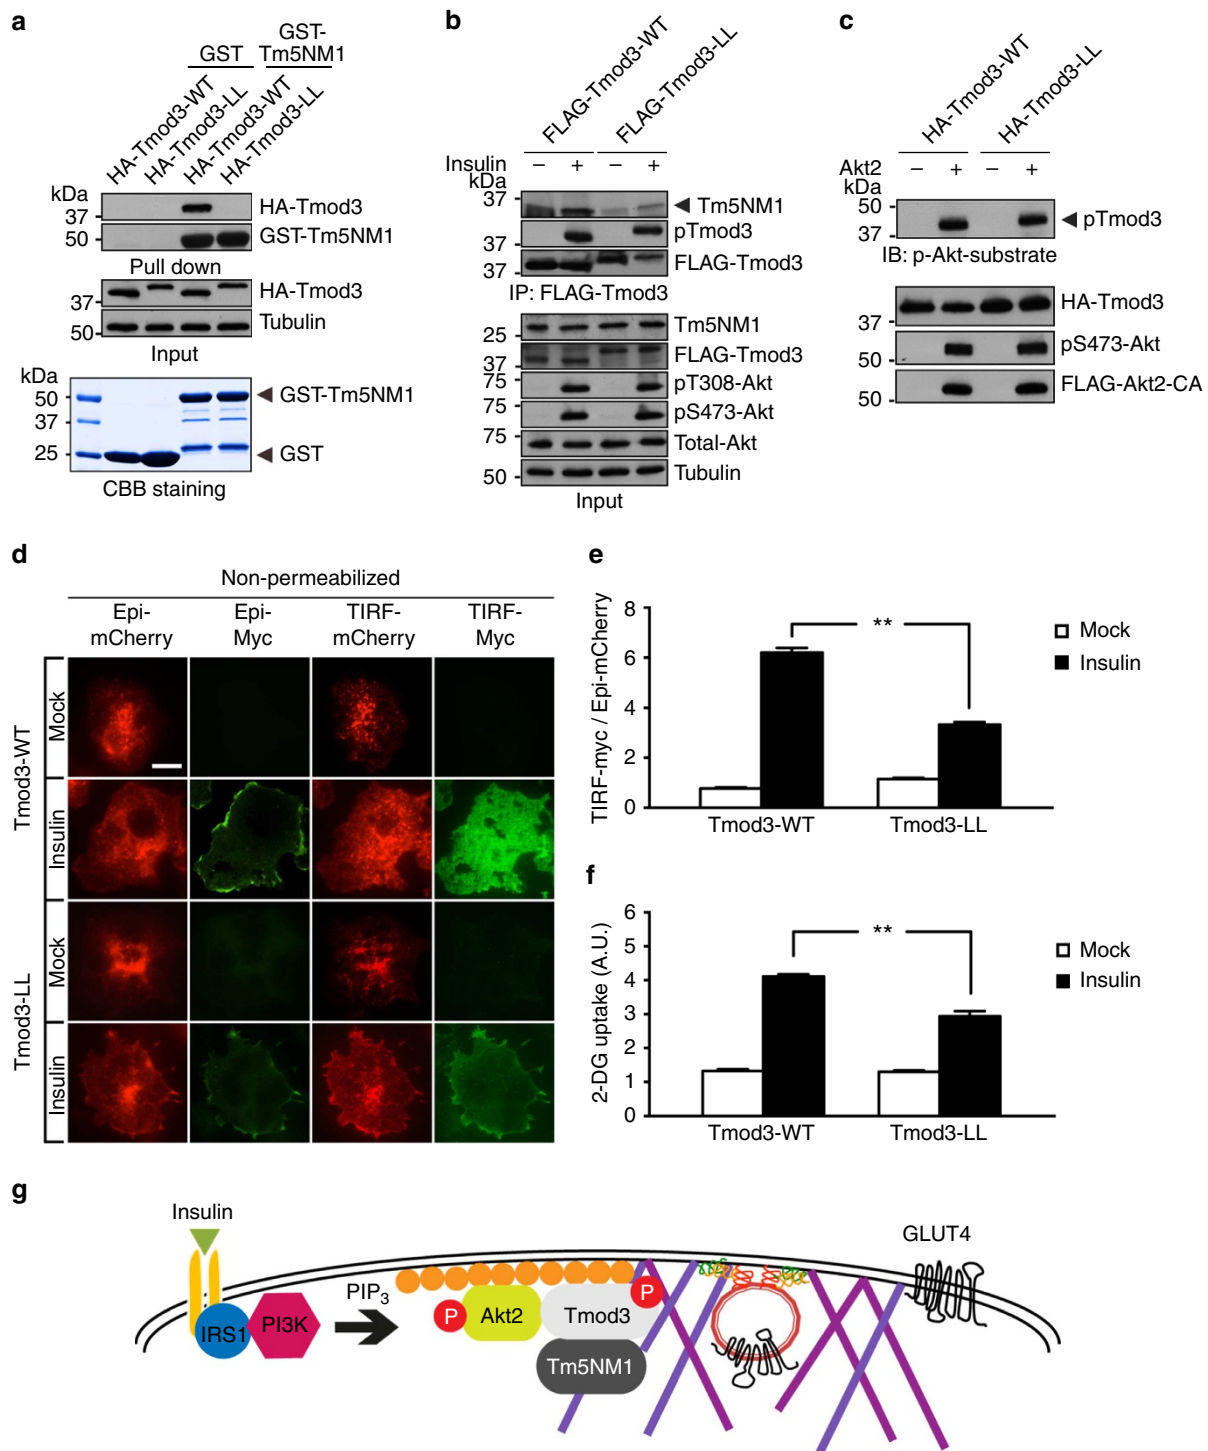 a
GST
GST-
Tm5NM1
HA-Tmod3-WT
HA-Tmod3-LL
HA-Tmod3-WT
HA-Tmod3-LL
kDa
37
HA-Tmod3
50
GST-Tm5NM1
Pull down
37
HA-Tmod3
50
Tubulin
Input
kDa
50
GST-Tm5NM1
37
25
GST
CBB staining
b
FLAG-Tmod3-WT
FLAG-Tmod3-LL
Insulin – + – +
kDa
37
Tm5NM1
37
pTmod3
37
FLAG-Tmod3
IP: FLAG-Tmod3
25
Tm5NM1
37
FLAG-Tmod3
75
pT308-Akt
75
pS473-Akt
75
Total-Akt
50
Tubulin
Input
c
HA-Tmod3-WT
HA-Tmod3-LL
Akt2 – + – +
kDa
50
37
pTmod3
IB: p-Akt-substrate
37
HA-Tmod3
50
pS473-Akt
50
FLAG-Akt2-CA
d
Non-permeabilized
Epi-
mCherry
Epi-
Myc
TIRF-
mCherry
TIRF-
Myc
Tmod3-WT
Mock
Insulin
Tmod3-LL
Mock
Insulin
e
TIRF-myc / Epi-mCherry
8
6
4
2
0
**
Mock
Insulin
Tmod3-WT
Tmod3-LL
f
2-DG uptake (A.U.)
6
5
4
3
2
1
0
**
Mock
Insulin
Tmod3-WT
Tmod3-LL
g
Insulin
IRS1
PI3K
PIP3
P
Akt2
Tmod3
P
Tm5NM1
GLUT4